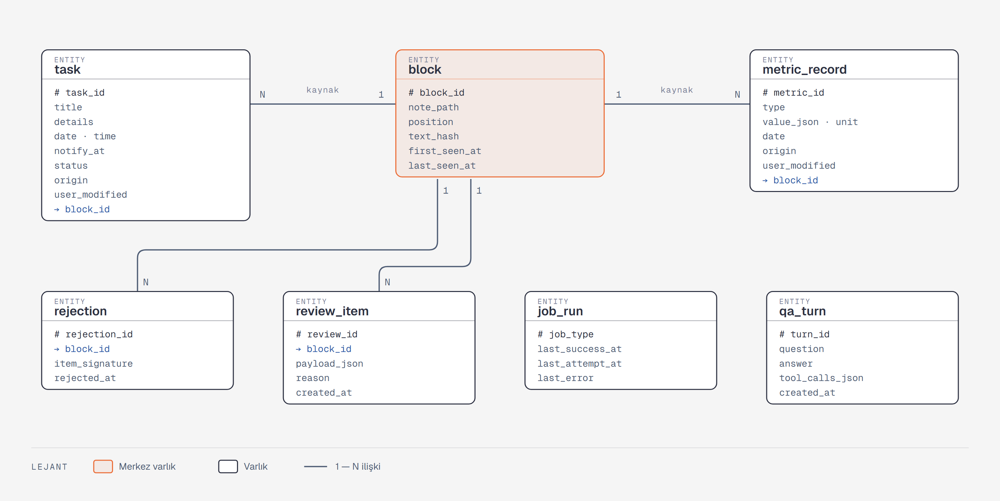 ENTITY
task
# task_id
title
details
date · time
notify_at
status
origin
user_modified
→ block_id
N
kaynak
1
ENTITY
block
# block_id
note_path
position
text_hash
first_seen_at
last_seen_at
1
kaynak
N
ENTITY
metric_record
# metric_id
type
value_json · unit
date
origin
user_modified
→ block_id
1
1
N
N
ENTITY
rejection
# rejection_id
→ block_id
item_signature
rejected_at
ENTITY
review_item
# review_id
→ block_id
payload_json
reason
created_at
ENTITY
job_run
# job_type
last_success_at
last_attempt_at
last_error
ENTITY
qa_turn
# turn_id
question
answer
tool_calls_json
created_at
LEJANT
Merkez varlık
Varlık
1 — N ilişki